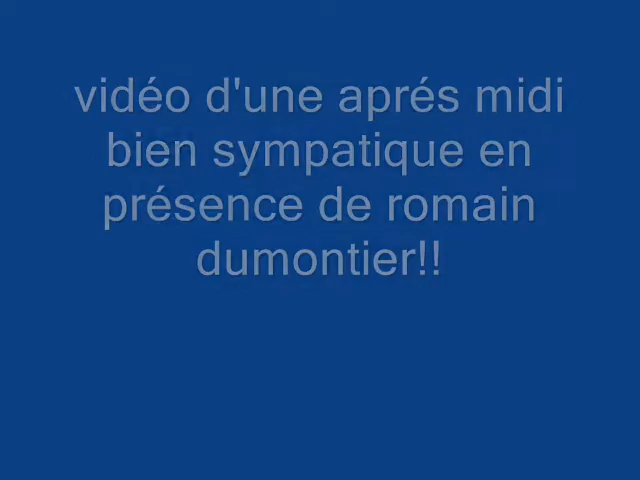 vidéo d'une aprés midi
bien sympatique en
présence de romain
dumontier!!